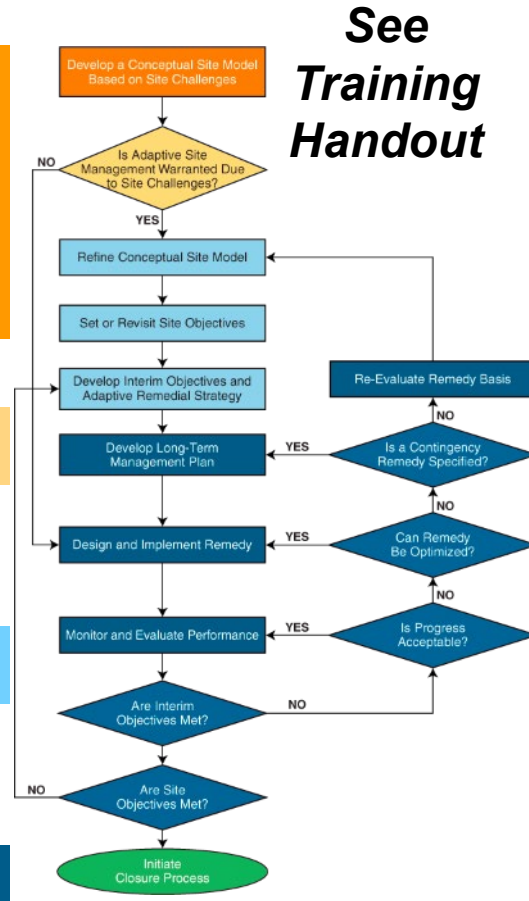 See
Training
Handout
Develop a Conceptual Site Model
Based on Site Challenges
Is Adaptive Site
Management Warranted Due
to Site Challenges?
NO
YES
Refine Conceptual Site Model
Set or Revisit Site Objectives
Develop Interim Objectives and
Adaptive Remedial Strategy
Re-Evaluate Remedy Basis
NO
Develop Long-Term
Management Plan
YES
Is a Contingency
Remedy Specified?
NO
Design and Implement Remedy
YES
Can Remedy
Be Optimized?
NO
Monitor and Evaluate Performance
YES
Is Progress
Acceptable?
Are Interim
Objectives Met?
NO
Are Site
Objectives Met?
NO
Initiate
Closure Process